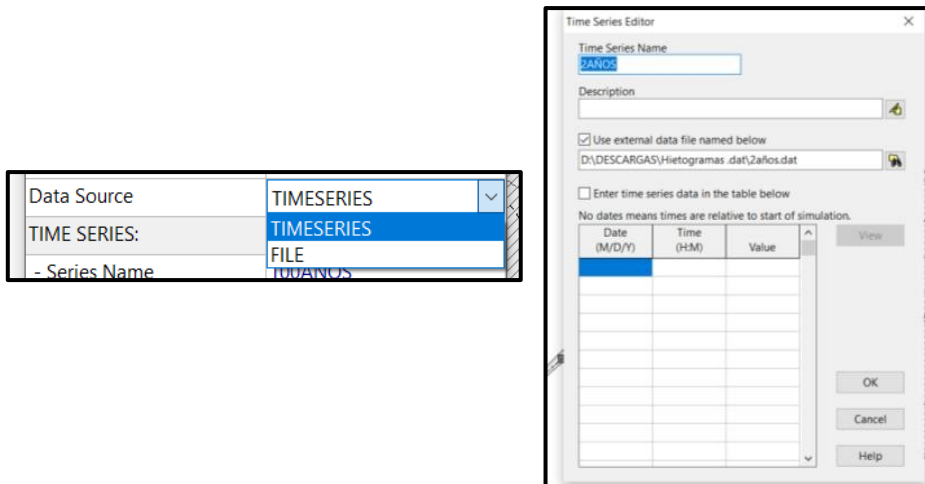 Data Source TIMESERIES
TIMESERIES
TIME SERIES:
FILE
- Series Name 100AÑOS
Time Series Editor
Time Series Name
2AÑOS
Description
Use external data file named below
D:\DESCARGAS\Hietogramas .dat\2años.dat
Enter time series data in the table below
No dates means times are relative to start of simulation.
Date Time
(M/D/Y) (H:M) Value
View
OK
Cancel
Help